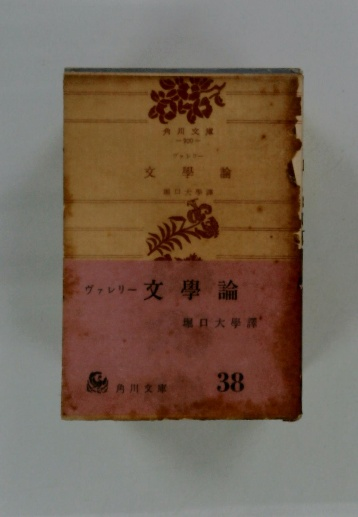 角川文庫
—100—
ヴァレリー
文學論
堀口大學譯
ヴァレリー 文學論
堀口大學譯
角川文庫 38